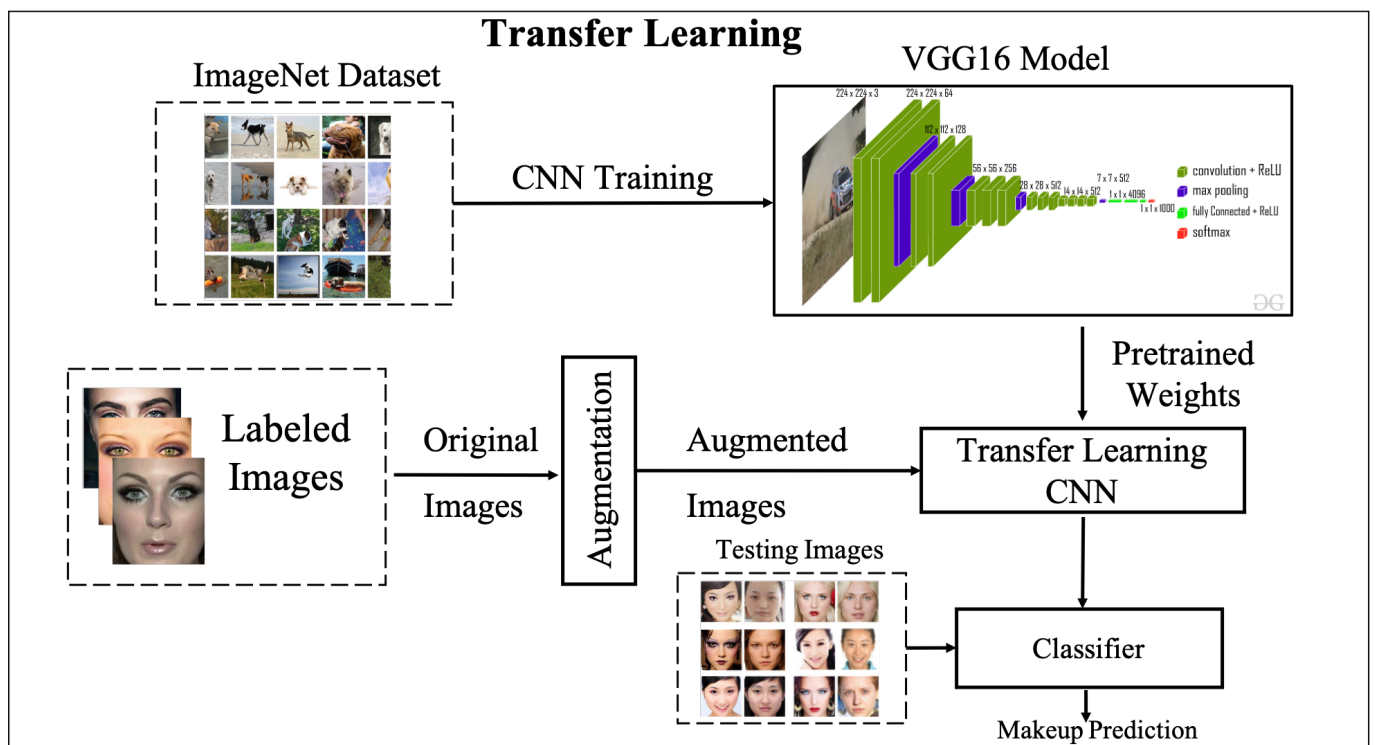 Transfer Learning
ImageNet Dataset
VGG16 Model
CNN Training
224 x 224 x 3
224 x 224 x 64
112 x 112 x 128
56 x 56 x 256
28 x 28 x 512
14 x 14 x 512
7 x 7 x 512
1 x 1 x 4096
1 x 1 x 1000
convolution + ReLU
max pooling
fully Connected + ReLU
softmax
Pretrained
Weights
Labeled
Images
Original
Images
Augmentation
Augmented
Images
Transfer Learning
CNN
Testing Images
Classifier
Makeup Prediction